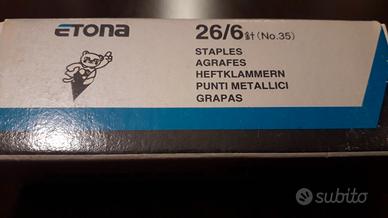 ETONA
26/6針(No.35)
STAPLES
AGRAFES
HEFTKLAMMERN
PUNTI METALLICI
GRAPAS
subito